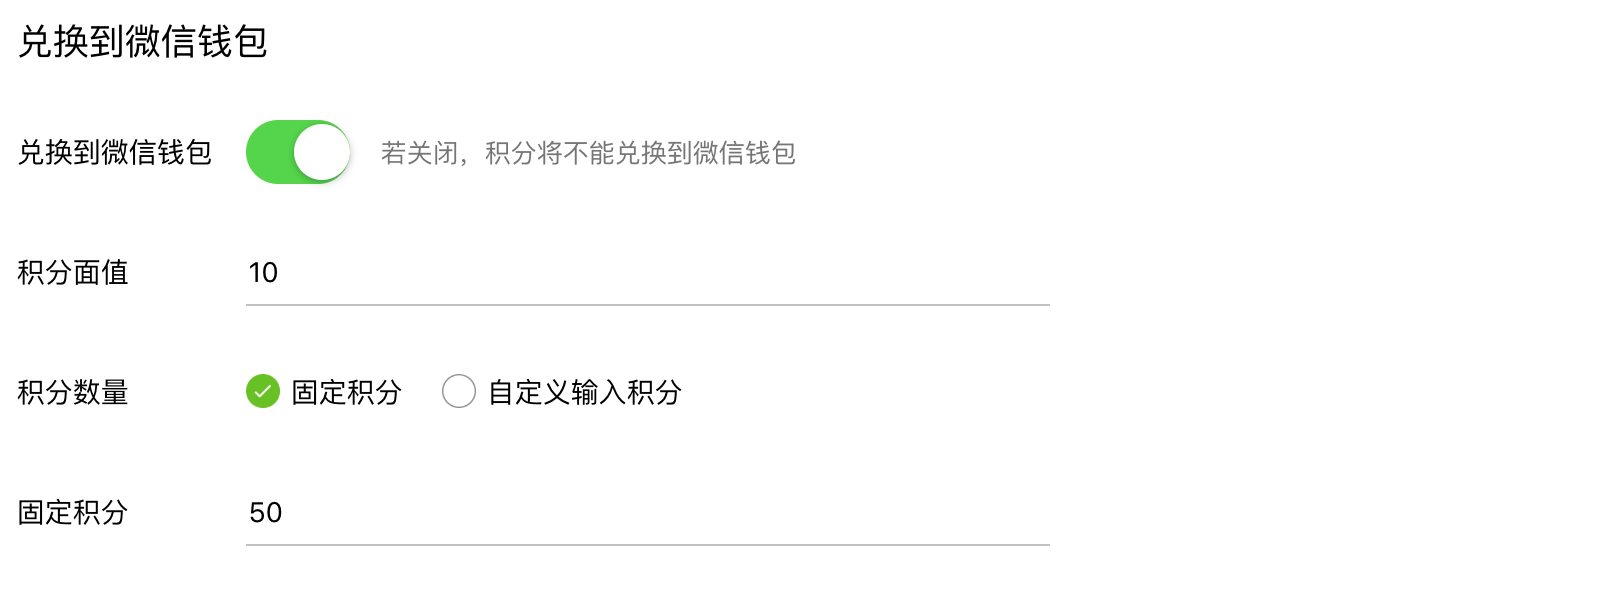 兑换到微信钱包
兑换到微信钱包 若关闭，积分将不能兑换到微信钱包
积分面值 10
积分数量 固定积分 自定义输入积分
固定积分 50